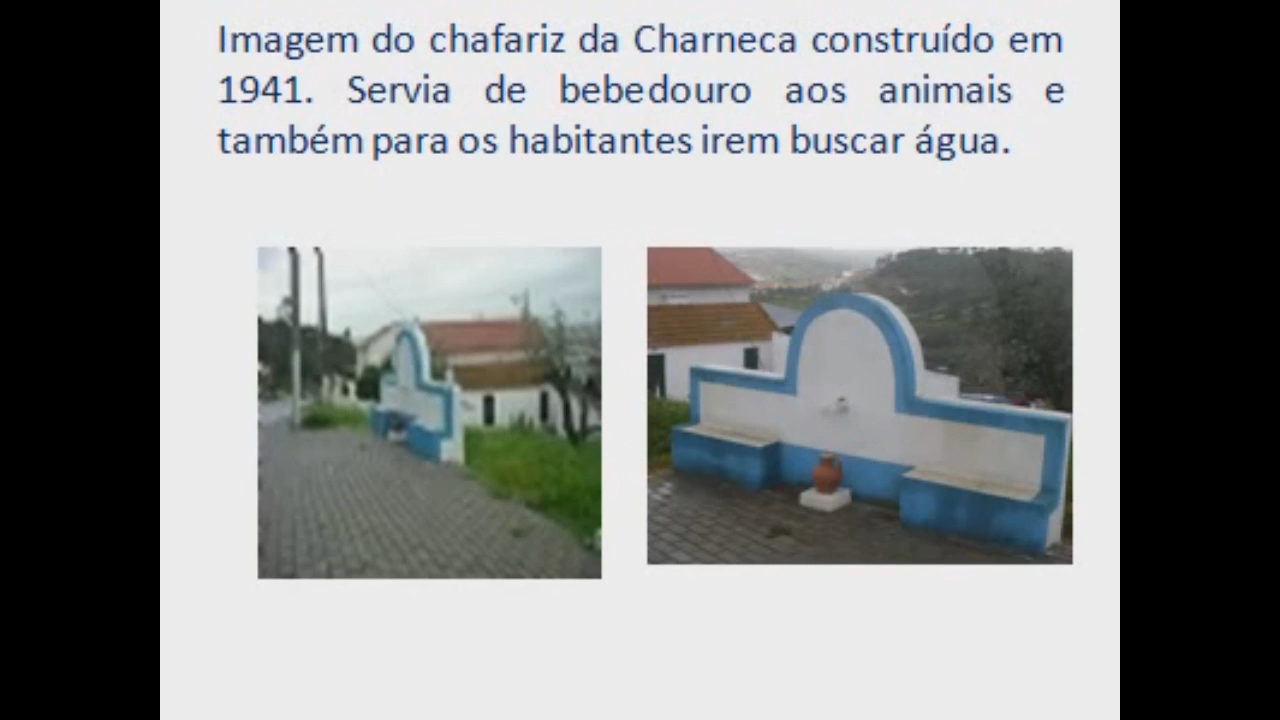 Imagem do chafariz da Charneca construído em
1941. Servia de bebedouro aos animais e
também para os habitantes irem buscar água.